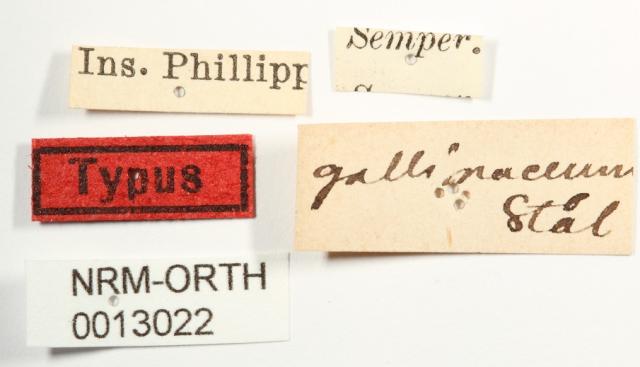 Ins. Phillipp
Semper.
Typus
gallinaceum
Stål
NRM-ORTH
0013022